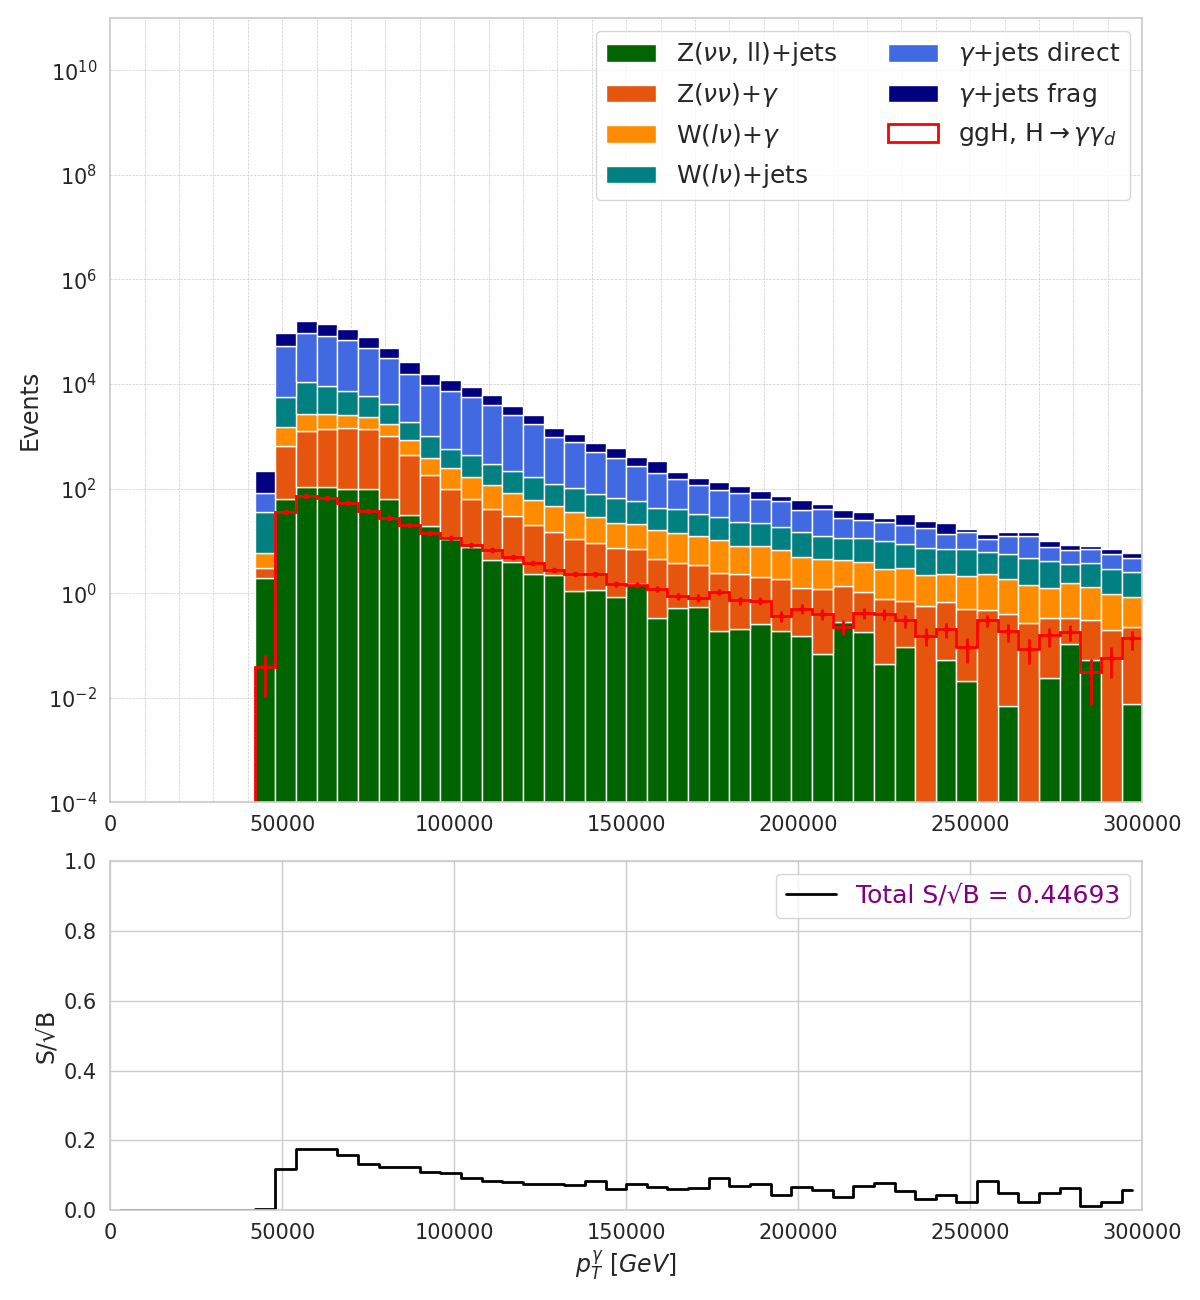 Z(νν, ll)+jets
Z(νν)+γ
W(lν)+γ
W(lν)+jets
γ+jets direct
γ+jets frag
ggH, H→γγ_d
Events
10^10
10^8
10^6
10^4
10^2
10^0
10^−2
10^−4
0 50000 100000 150000 200000 250000 300000
Total S/√B = 0.44693
S/√B
1.0
0.8
0.6
0.4
0.2
0.0
0 50000 100000 150000 200000 250000 300000
p_T^γ [GeV]